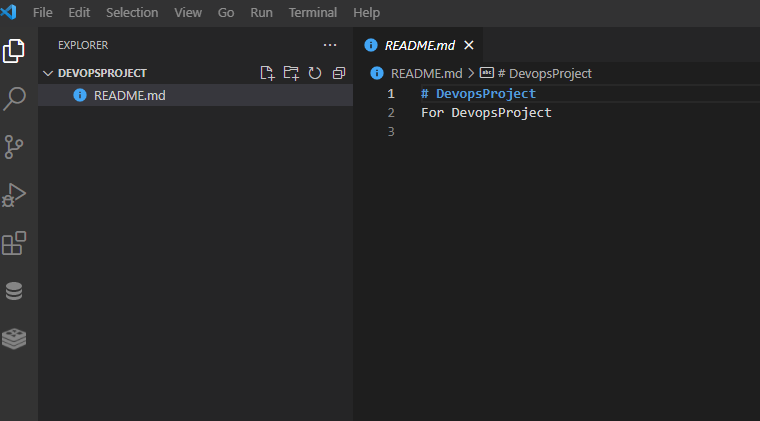 File Edit Selection View Go Run Terminal Help
EXPLORER ...
DEVOPSPROJECT
README.md
README.md
README.md > abc # DevopsProject
1 # DevopsProject
2 For DevopsProject
3